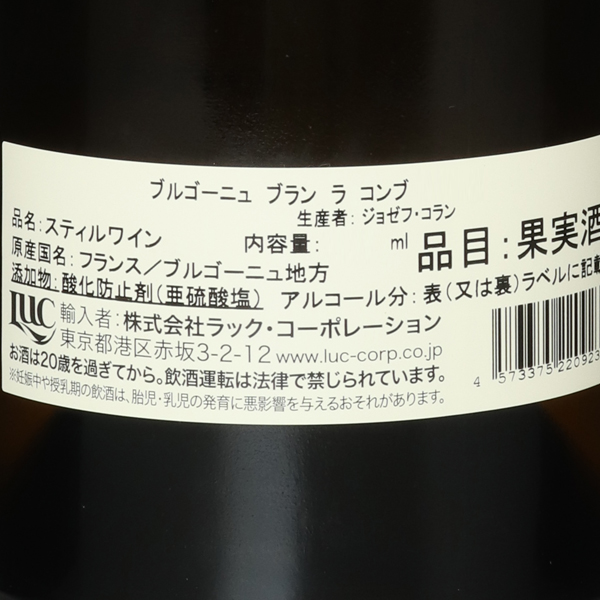 ブルゴーニュ ブラン ラ コンブ
生産者: ジョゼフ・コラン
品名: スティルワイン
内容量: ml
品目: 果実酒
原産国名: フランス/ブルゴーニュ地方
添加物: 酸化防止剤(亜硫酸塩) アルコール分: 表(又は裏)ラベルに記載
LUC 輸入者: 株式会社ラック・コーポレーション
東京都港区赤坂3-2-12 www.luc-corp.co.jp
お酒は20歳を過ぎてから。飲酒運転は法律で禁じられています。
※妊娠中や授乳期の飲酒は、胎児・乳児の発育に悪影響を与えるおそれがあります。
4 573375 220923